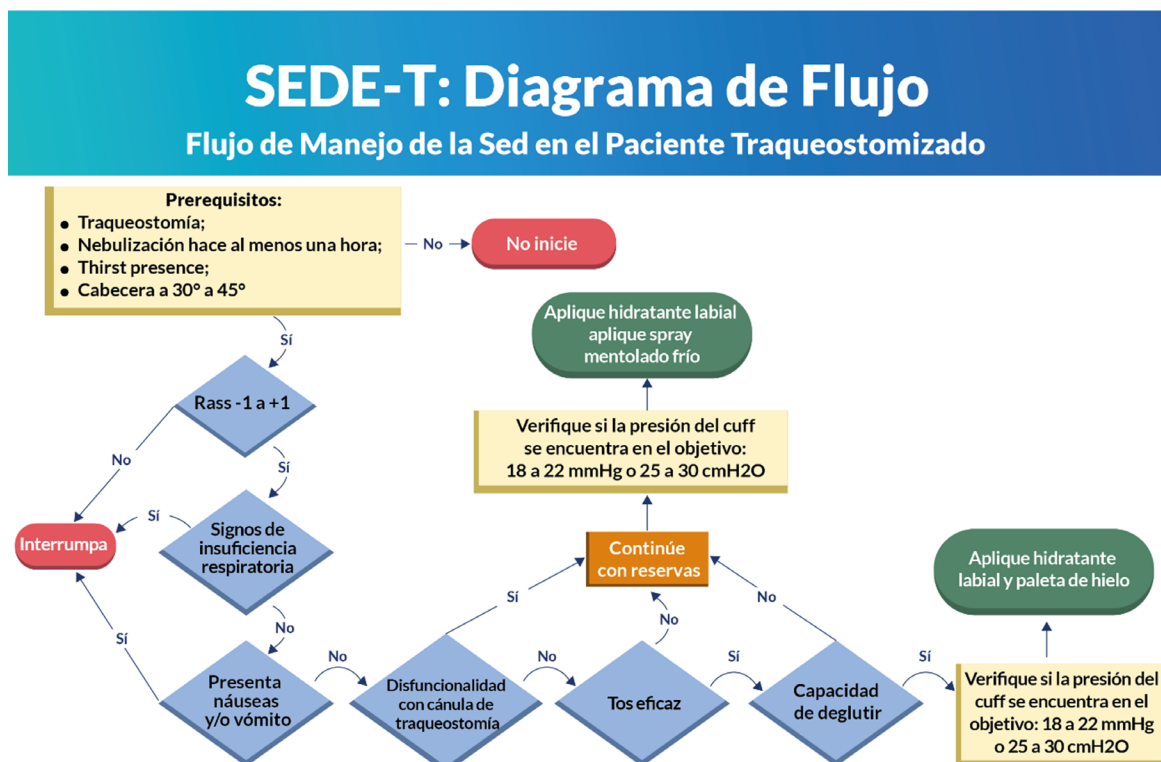 SEDE-T: Diagrama de Flujo
Flujo de Manejo de la Sed en el Paciente Traqueostomizado
Prerequisitos:
● Traqueostomía;
● Nebulización hace al menos una hora;
● Thirst presence;
● Cabecera a 30° a 45°
No
No inicie
Sí
Rass -1 a +1
No
Sí
Interrumpa
Sí
Signos de
insuficiencia
respiratoria
No
Sí
Presenta
náuseas
y/o vómito
No
Disfuncionalidad
con cánula de
traqueostomía
Sí
No
Tos eficaz
No
Sí
Capacidad
de deglutir
No
Sí
Continúe
con reservas
Verifique si la presión del cuff
se encuentra en el objetivo:
18 a 22 mmHg o 25 a 30 cmH2O
Aplique hidratante labial
aplique spray
mentolado frío
Verifique si la presión del
cuff se encuentra en el
objetivo: 18 a 22 mmHg
o 25 a 30 cmH2O
Aplique hidratante
labial y paleta de hielo